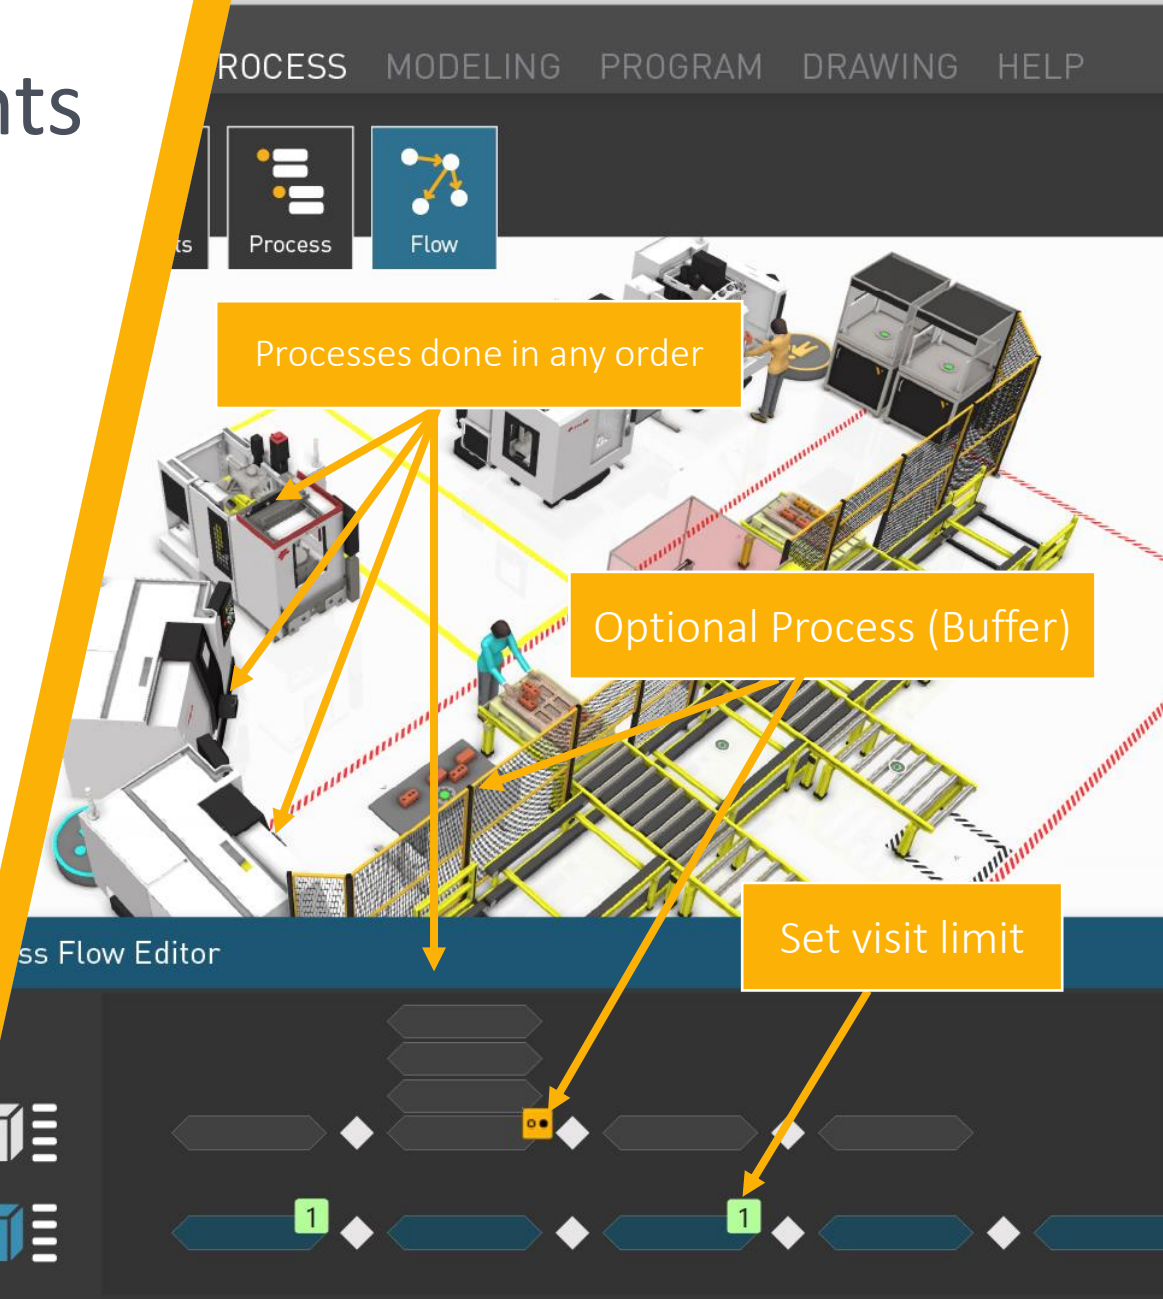 nts
ROCESS MODELING PROGRAM DRAWING HELP
ts Process Flow
Processes done in any order
Optional Process (Buffer)
Set visit limit
ss Flow Editor
1
1